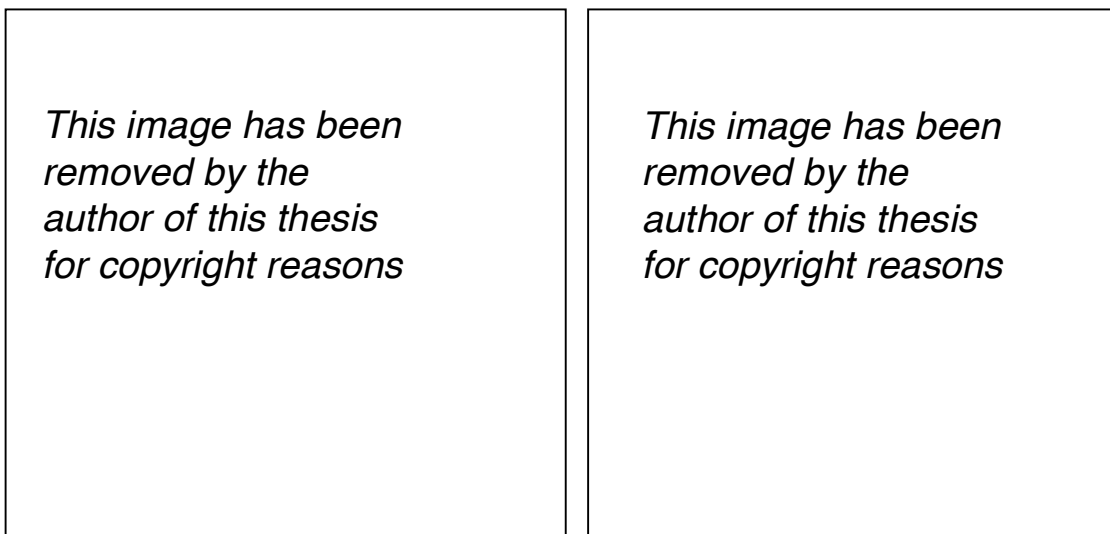 This image has been
removed by the
author of this thesis
for copyright reasons
This image has been
removed by the
author of this thesis
for copyright reasons